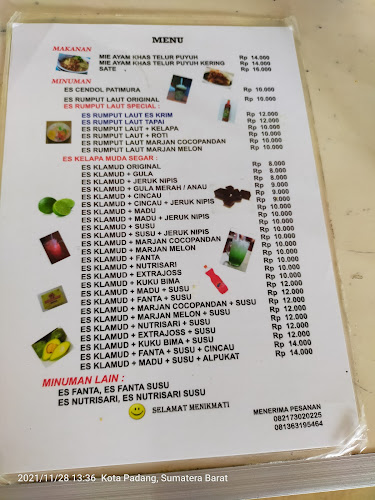 MENU
MAKANAN
MIE AYAM KHAS TELUR PUYUH Rp 14.000
MIE AYAM KHAS TELUR PUYUH KERING Rp 14.000
SATE Rp 16.000
MINUMAN
ES CENDOL PATIMURA Rp 10.000
ES RUMPUT LAUT ORIGINAL Rp 10.000
ES RUMPUT LAUT SPECIAL :
ES RUMPUT LAUT ES KRIM Rp 12.000
ES RUMPUT LAUT TAPAI Rp 12.000
ES RUMPUT LAUT + KELAPA Rp 10.000
ES RUMPUT LAUT + ROTI Rp 10.000
ES RUMPUT LAUT MARJAN COCOPANDAN Rp 10.000
ES RUMPUT LAUT MARJAN MELON Rp 10.000
ES KELAPA MUDA SEGAR :
ES KLAMUD ORIGINAL Rp 8.000
ES KLAMUD + GULA Rp 8.000
ES KLAMUD + JERUK NIPIS Rp 9.000
ES KLAMUD + GULA MERAH / ANAU Rp 9.000
ES KLAMUD + CINCAU Rp 9.000
ES KLAMUD + CINCAU + JERUK NIPIS Rp 10.000
ES KLAMUD + MADU Rp 10.000
ES KLAMUD + MADU + JERUK NIPIS Rp 10.000
ES KLAMUD + SUSU Rp 10.000
ES KLAMUD + SUSU + JERUK NIPIS Rp 10.000
ES KLAMUD + MARJAN COCOPANDAN Rp 10.000
ES KLAMUD + MARJAN MELON Rp 10.000
ES KLAMUD + FANTA Rp 10.000
ES KLAMUD + NUTRISARI Rp 10.000
ES KLAMUD + EXTRAJOSS Rp 10.000
ES KLAMUD + KUKU BIMA Rp 10.000
ES KLAMUD + MADU + SUSU Rp 12.000
ES KLAMUD + FANTA + SUSU Rp 12.000
ES KLAMUD + MARJAN COCOPANDAN + SUSU Rp 12.000
ES KLAMUD + MARJAN MELON + SUSU Rp 12.000
ES KLAMUD + NUTRISARI + SUSU Rp 12.000
ES KLAMUD + EXTRAJOSS + SUSU Rp 12.000
ES KLAMUD + KUKU BIMA + SUSU Rp 12.000
ES KLAMUD + FANTA + SUSU + CINCAU Rp 14.000
ES KLAMUD + MADU + SUSU + ALPUKAT Rp 14.000
MINUMAN LAIN :
ES FANTA, ES FANTA SUSU
ES NUTRISARI, ES NUTRISARI SUSU
SELAMAT MENIKMATI
MENERIMA PESANAN
082173020225
081363195464
2021/11/28 13:36 Kota Padang, Sumatera Barat